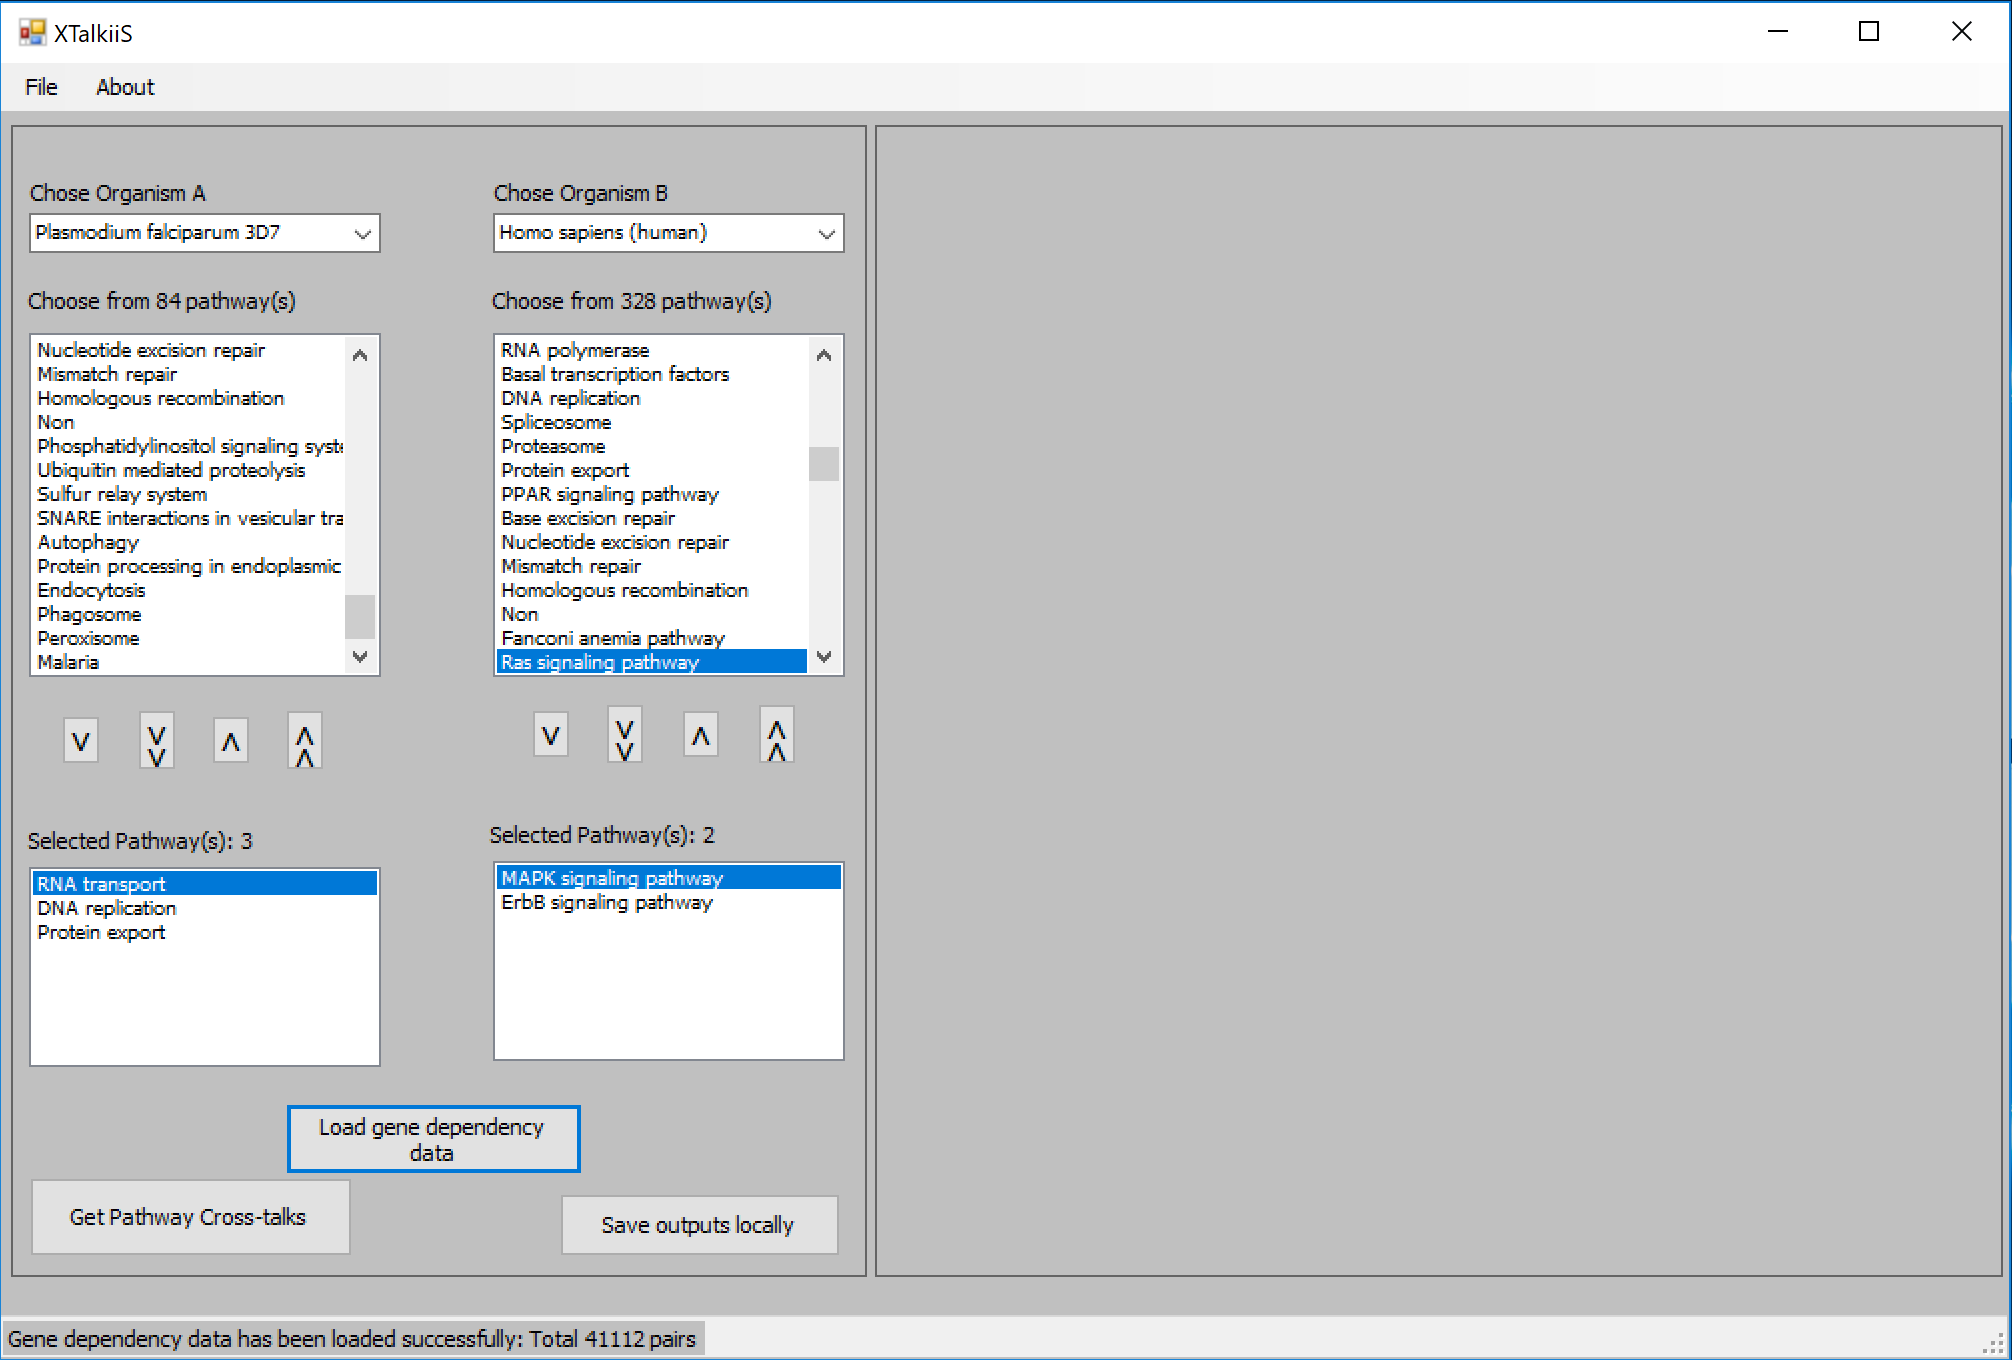 XTalkiiS
File About
Chose Organism A
Plasmodium falciparum 3D7
Choose from 84 pathway(s)
Nucleotide excision repair
Mismatch repair
Homologous recombination
Non
Phosphatidylinositol signaling syste
Ubiquitin mediated proteolysis
Sulfur relay system
SNARE interactions in vesicular tra
Autophagy
Protein processing in endoplasmic
Endocytosis
Phagosome
Peroxisome
Malaria
V V V Λ Λ Λ
Selected Pathway(s): 3
RNA transport
DNA replication
Protein export
Chose Organism B
Homo sapiens (human)
Choose from 328 pathway(s)
RNA polymerase
Basal transcription factors
DNA replication
Spliceosome
Proteasome
Protein export
PPAR signaling pathway
Base excision repair
Nucleotide excision repair
Mismatch repair
Homologous recombination
Non
Fanconi anemia pathway
Ras signaling pathway
V V V Λ Λ Λ
Selected Pathway(s): 2
MAPK signaling pathway
ErbB signaling pathway
Load gene dependency
data
Get Pathway Cross-talks
Save outputs locally
Gene dependency data has been loaded successfully: Total 41112 pairs